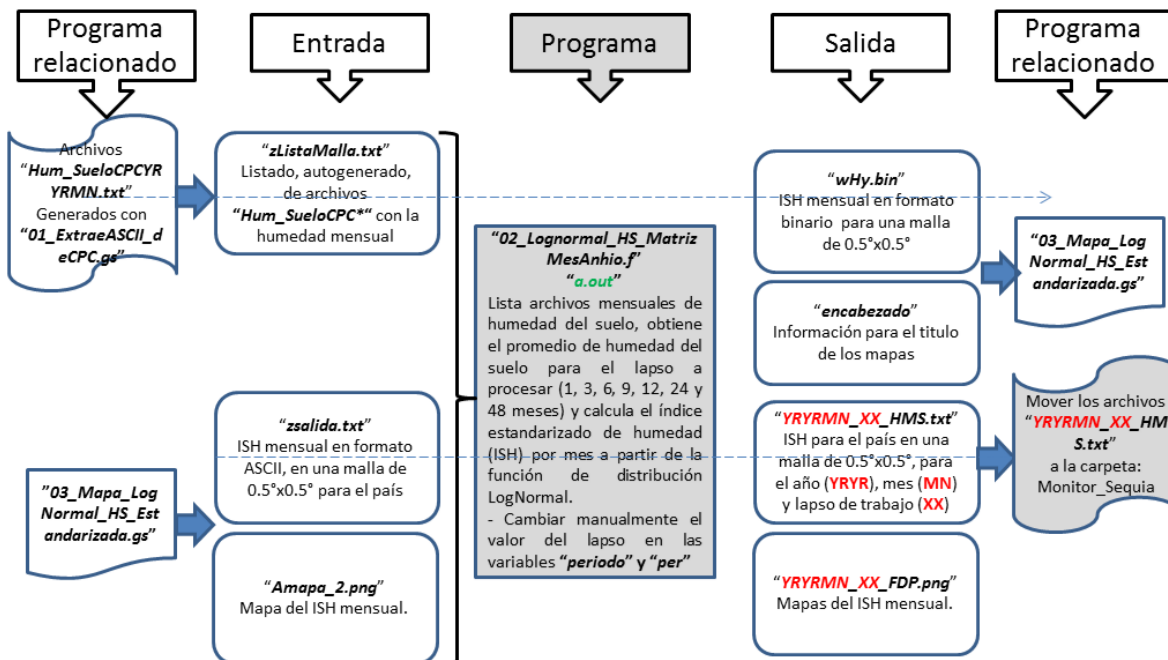 Programa
relacionado
Entrada
Programa
Salida
Programa
relacionado
Archivos
“Hum_SueloCPCYR
YRMN.txt”
Generados con
“01_ExtraeASCII_d
eCPC.gs”
“zListaMalla.txt”
Listado, autogenerado,
de archivos
“Hum_SueloCPC*“ con la
humedad mensual
“zsalida.txt”
ISH mensual en formato
ASCII, en una malla de
0.5°x0.5° para el país
”03_Mapa_Log
Normal_HS_Est
andarizada.gs”
“Amapa_2.png”
Mapa del ISH mensual.
“02_Lognormal_HS_Matriz
MesAnhio.f”
“a.out”
Lista archivos mensuales de
humedad del suelo, obtiene
el promedio de humedad del
suelo para el lapso a
procesar (1, 3, 6, 9, 12, 24 y
48 meses) y calcula el índice
estandarizado de humedad
(ISH) por mes a partir de la
función de distribución
LogNormal.
- Cambiar manualmente el
valor del lapso en las
variables “periodo” y “per”
“wHy.bin”
ISH mensual en formato
binario para una malla
de 0.5°x0.5°
“encabezado”
Información para el titulo
de los mapas
“YRYRMN_XX_HMS.txt”
ISH para el país en una
malla de 0.5°x0.5°, para
el año (YRYR), mes (MN)
y lapso de trabajo (XX)
“YRYRMN_XX_FDP.png”
Mapas del ISH mensual.
“03_Mapa_Log
Normal_HS_Est
andarizada.gs”
Mover los archivos
“YRYRMN_XX_HM
S.txt”
a la carpeta:
Monitor_Sequia